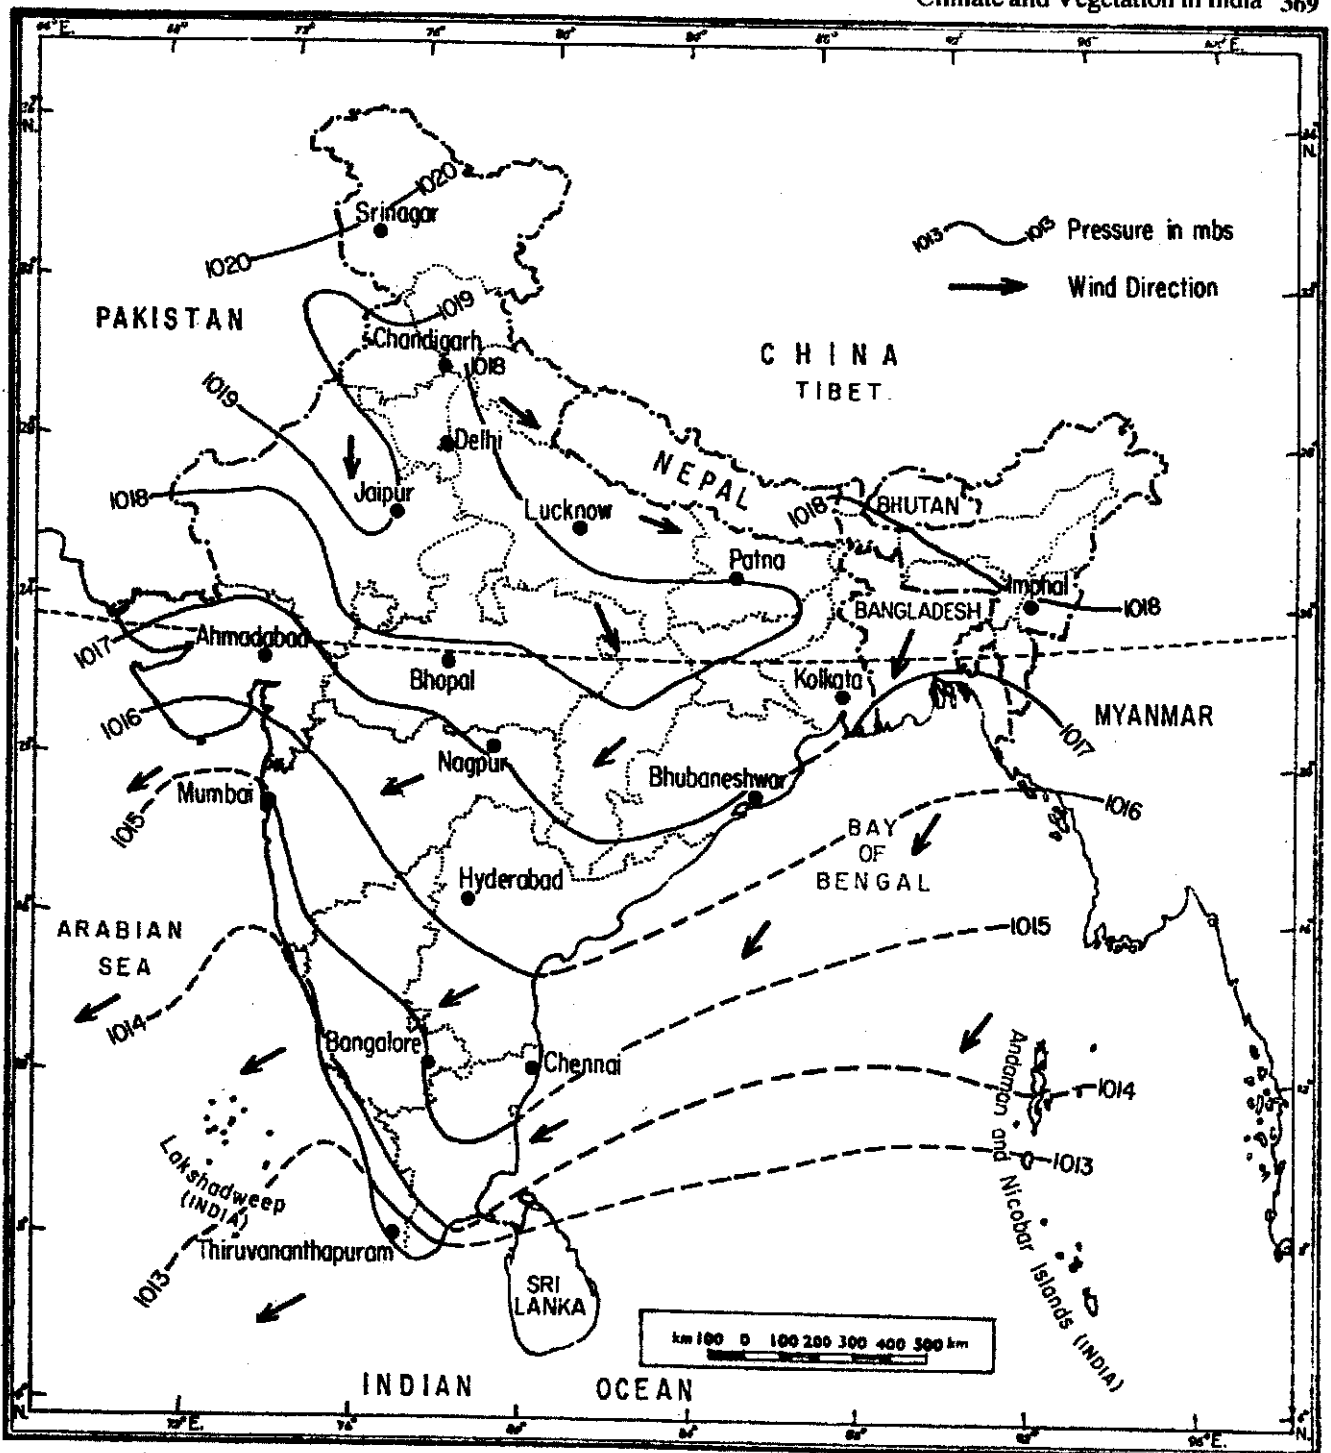 Climate and Vegetation in India 369
1020
Srinagar
1020
1013
1013
Pressure in mbs
Wind Direction
PAKISTAN
1019
Chandigarh
1018
CHINA
TIBET
1019
Delhi
NEPAL
1018
Jaipur
Lucknow
1018
BHUTAN
Patna
Imphal
1018
BANGLADESH
1017
Ahmadabad
Bhopal
Kolkata
MYANMAR
1017
1016
Nagpur
Bhubaneshwar
Mumbai
1016
1015
BAY
OF
BENGAL
Hyderabad
ARABIAN
SEA
1015
1014
Bangalore
Chennai
1014
1013
Andaman and Nicobar Islands (INDIA)
Lakshadweep
(INDIA)
Thiruvananthapuram
1013
SRI
LANKA
km 100 0 100 200 300 400 500 km
INDIAN OCEAN